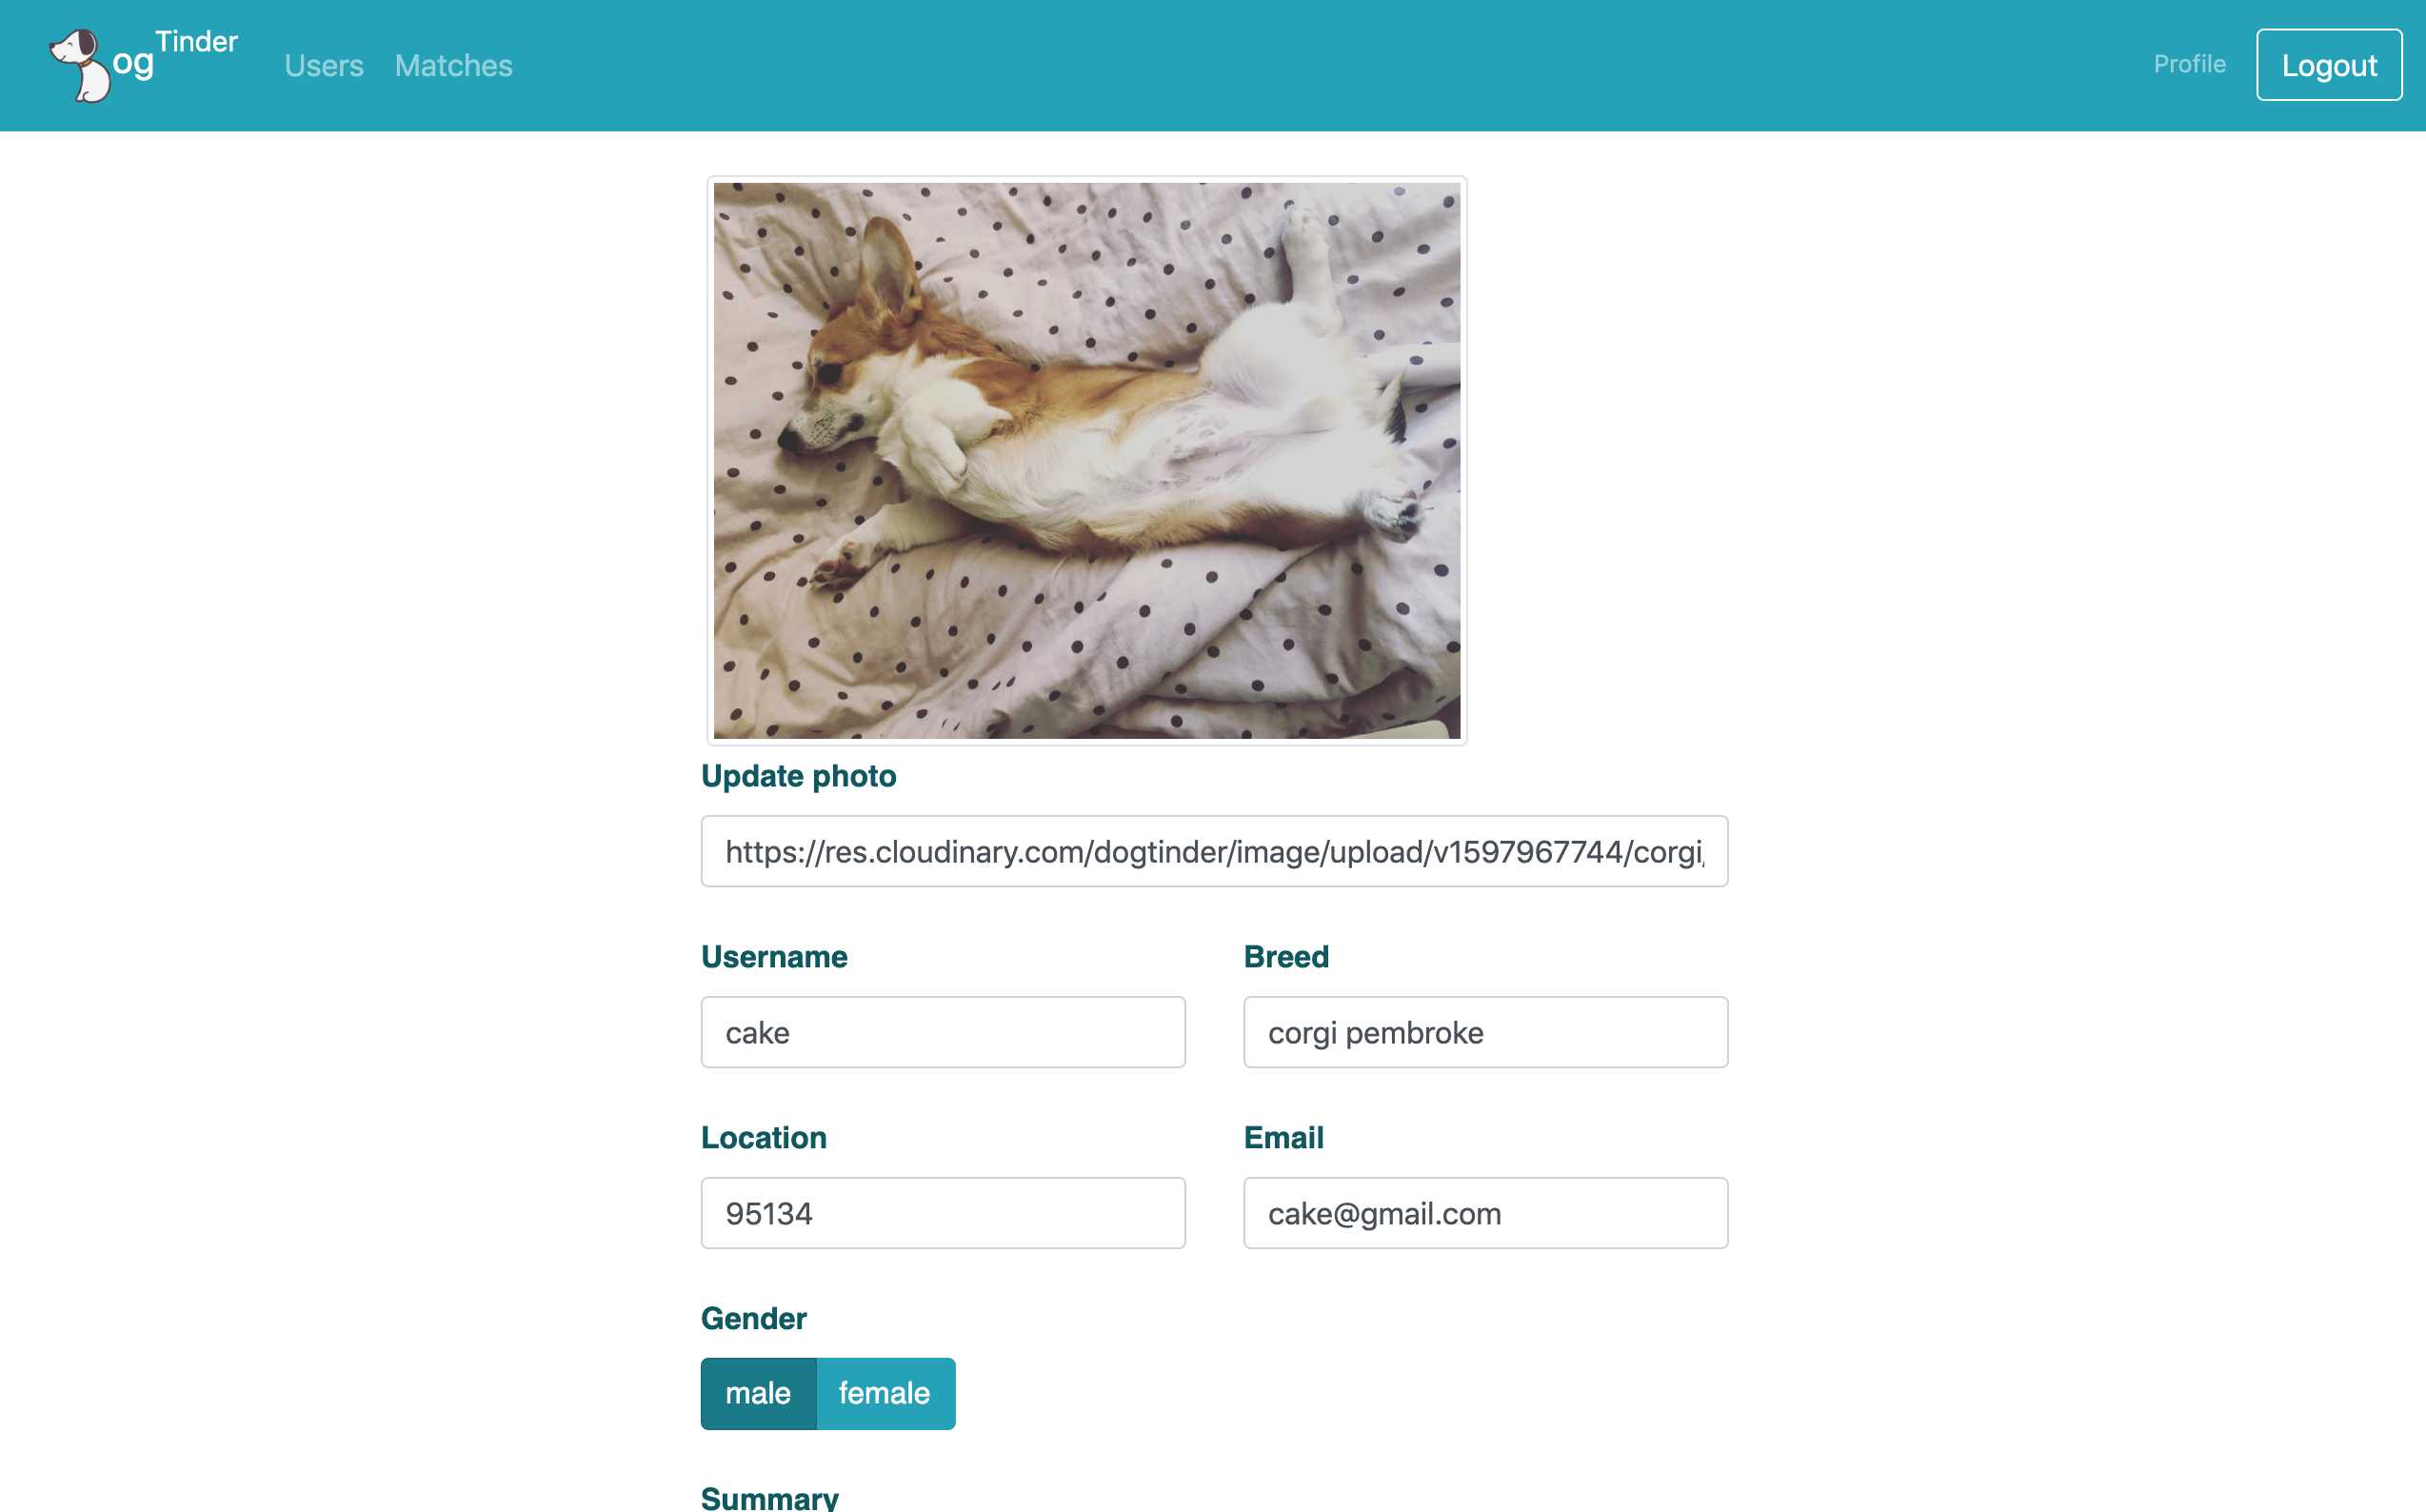 og Tinder Users Matches Profile Logout
Update photo
https://res.cloudinary.com/dogtinder/image/upload/v1597967744/corgi
Username Breed
cake corgi pembroke
Location Email
95134 cake@gmail.com
Gender
male female
Summary